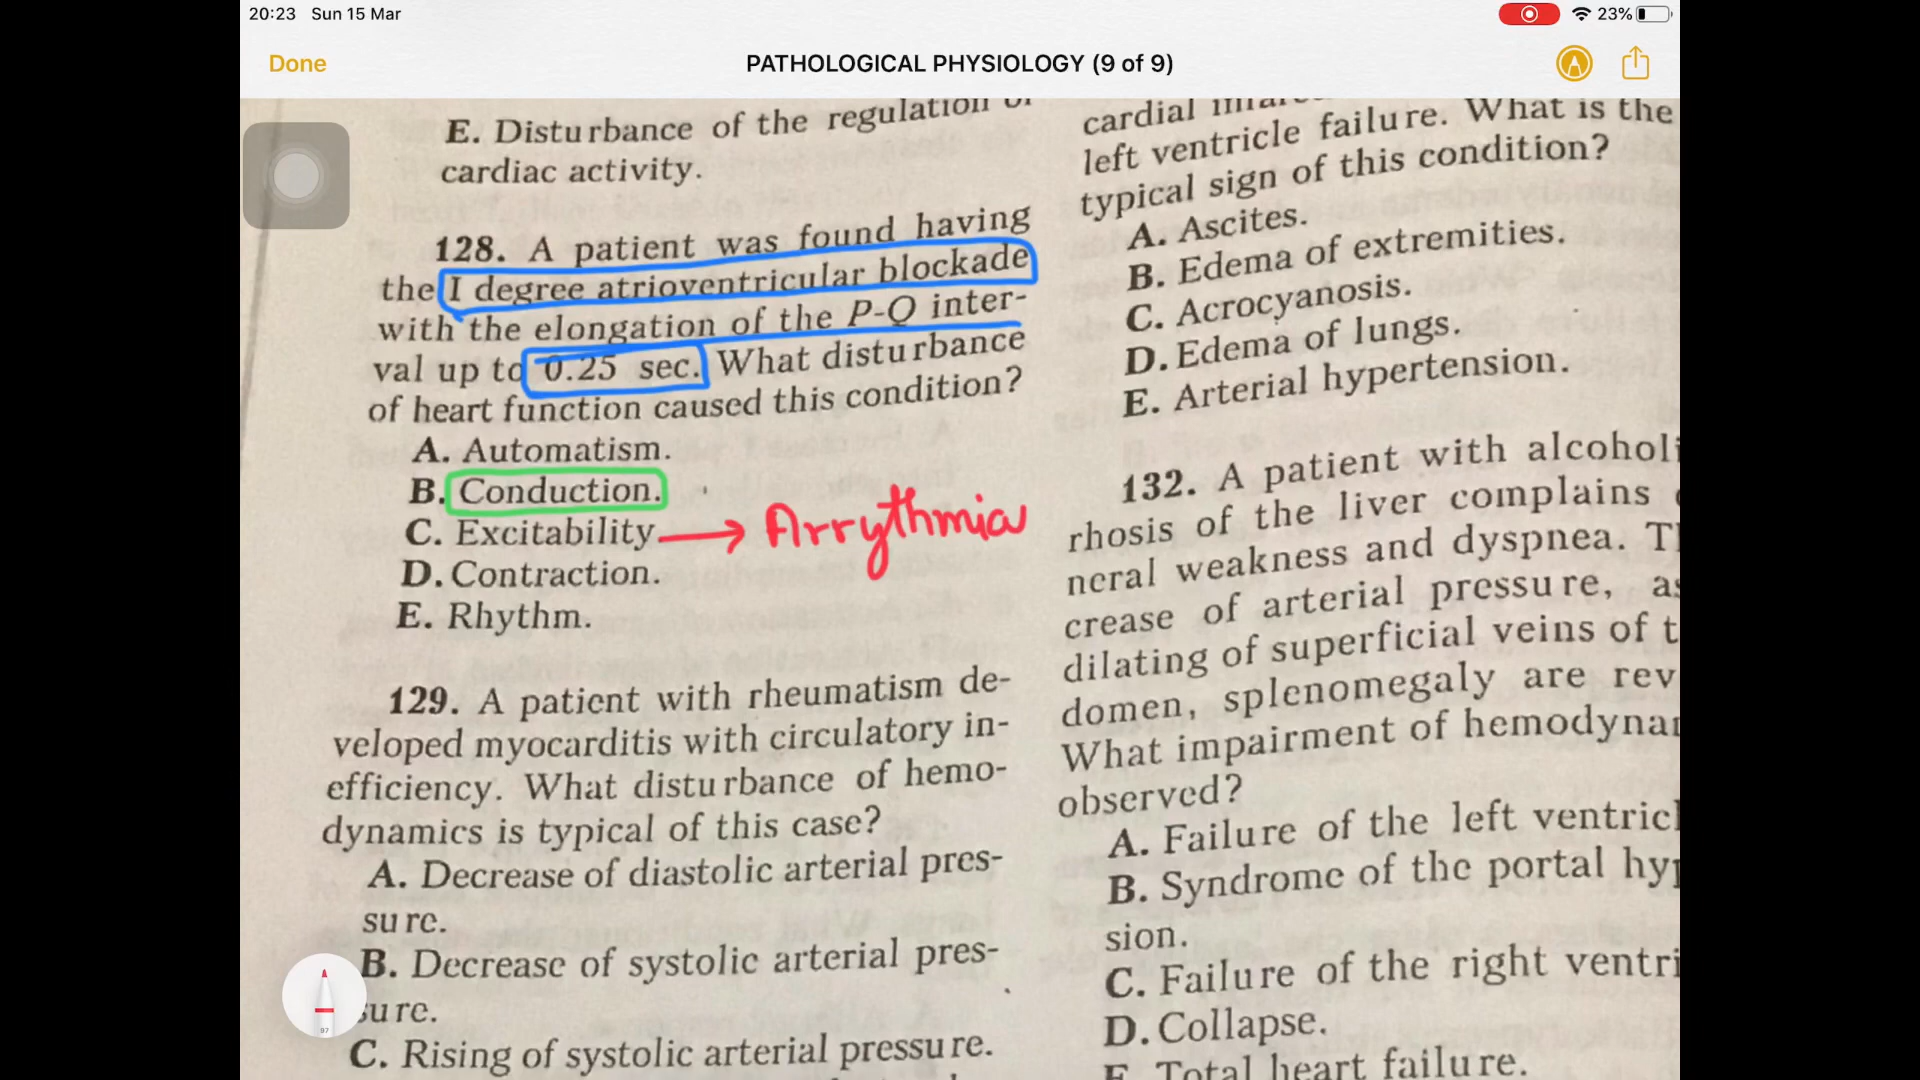 20:23 Sun 15 Mar
23%
Done
PATHOLOGICAL PHYSIOLOGY (9 of 9)
E. Disturbance of the regulation of
cardiac activity.
128. A patient was found having
the I degree atrioventricular blockade
with the elongation of the P-Q inter-
val up to 0.25 sec. What disturbance
of heart function caused this condition?
A. Automatism.
B. Conduction.
C. Excitability → Arrythmia
D. Contraction.
E. Rhythm.
129. A patient with rheumatism de-
veloped myocarditis with circulatory in-
efficiency. What disturbance of hemo-
dynamics is typical of this case?
A. Decrease of diastolic arterial pres-
sure.
B. Decrease of systolic arterial pres-
sure.
C. Rising of systolic arterial pressure.
97
cardial
left ventricle failure. What is the
typical sign of this condition?
A. Ascites.
B. Edema of extremities.
C. Acrocyanosis.
D. Edema of lungs.
E. Arterial hypertension.
132. A patient with alcoholi
rhosis of the liver complains
neral weakness and dyspnea. T
crease of arterial pressure, as
dilating of superficial veins of t
domen, splenomegaly are rev
What impairment of hemodynam
observed?
A. Failure of the left ventricl
B. Syndrome of the portal hyp
sion.
C. Failure of the right ventri
D. Collapse.
E. Total heart failure.